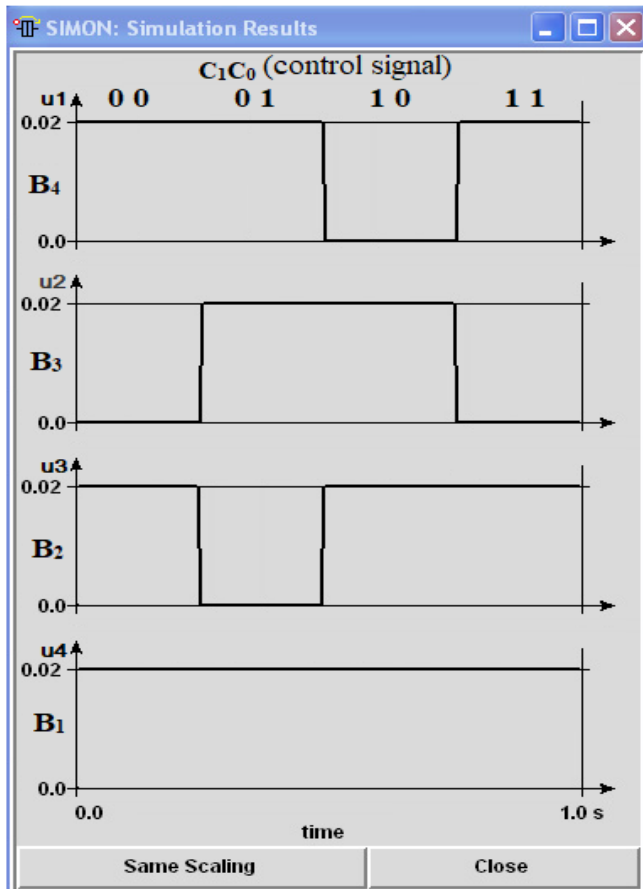 SIMON: Simulation Results
C₁C₀ (control signal)
u1 0 0 0 1 1 0 1 1
0.02
B₄
0.0
u2
0.02
B₃
0.0
u3
0.02
B₂
0.0
u4
0.02
B₁
0.0
0.0 1.0 s
time
Same Scaling Close